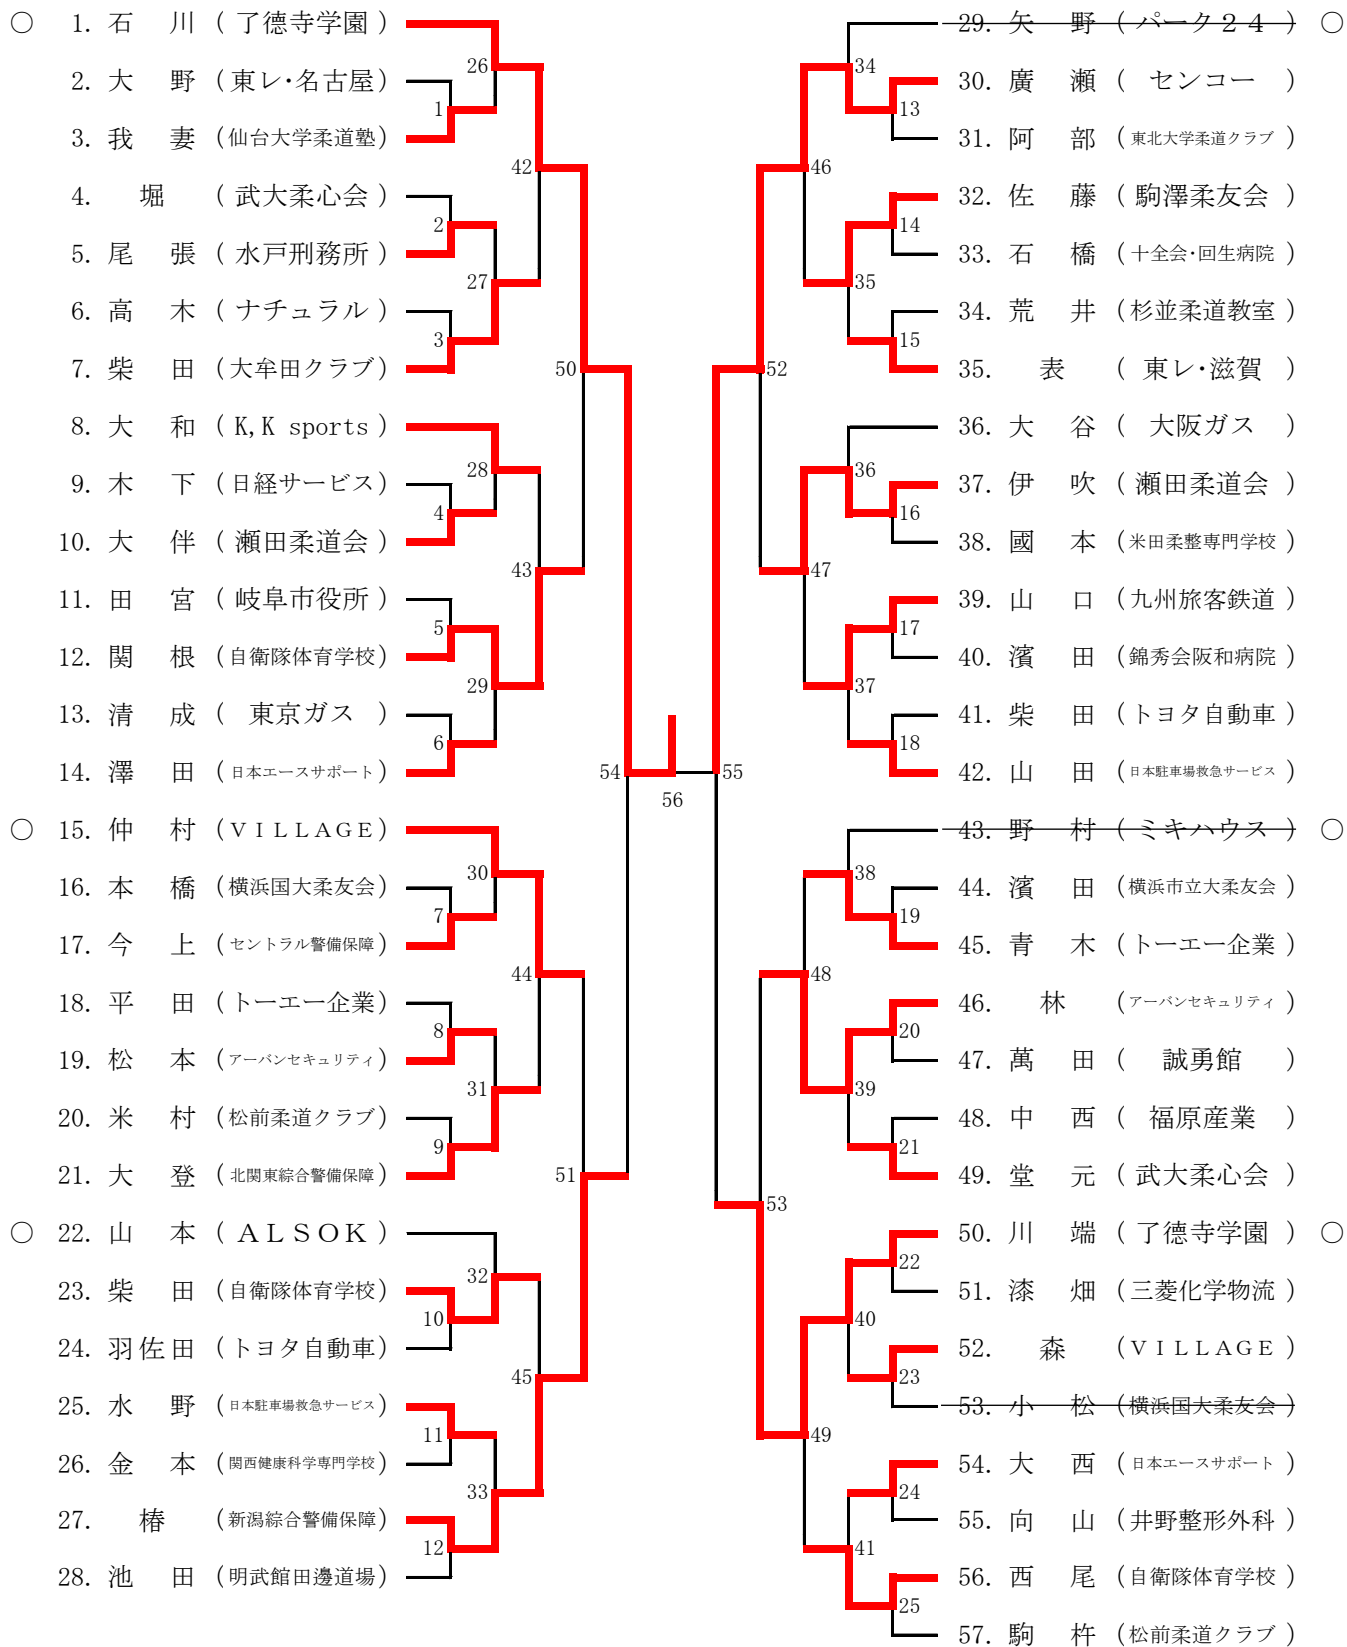 ○ 1. 石 川 ( 了德寺学園 )
2. 大 野 ( 東レ・名古屋 )
3. 我 妻 ( 仙台大学柔道塾 )
4. 堀 ( 武大柔心会 )
5. 尾 張 ( 水戸刑務所 )
6. 高 木 ( ナチュラル )
7. 柴 田 ( 大牟田クラブ )
8. 大 和 ( K,K sports )
9. 木 下 ( 日経サービス )
10. 大 伴 ( 瀬田柔道会 )
11. 田 宮 ( 岐阜市役所 )
12. 関 根 ( 自衛隊体育学校 )
13. 清 成 ( 東京ガス )
14. 澤 田 ( 日本エースサポート )
○ 15. 仲 村 ( VILLAGE )
16. 本 橋 ( 横浜国大柔友会 )
17. 今 上 ( セントラル警備保障 )
18. 平 田 ( トーエー企業 )
19. 松 本 ( アーバンセキュリティ )
20. 米 村 ( 松前柔道クラブ )
21. 大 登 ( 北関東綜合警備保障 )
○ 22. 山 本 ( ALSOK )
23. 柴 田 ( 自衛隊体育学校 )
24. 羽佐田 ( トヨタ自動車 )
25. 水 野 ( 日本駐車場救急サービス )
26. 金 本 ( 関西健康科学専門学校 )
27. 椿 ( 新潟綜合警備保障 )
28. 池 田 ( 明武館田邊道場 )
1
2
3
4
5
6
7
8
9
10
11
12
26
27
28
29
30
31
32
33
42
43
44
45
50
51
54
56
55
52
53
46
47
48
49
34
35
36
37
38
39
40
41
13
14
15
16
17
18
19
20
21
22
23
24
25
29. 矢 野 ( パーク24 ) ○
30. 廣 瀬 ( センコー )
31. 阿 部 ( 東北大学柔道クラブ )
32. 佐 藤 ( 駒澤柔友会 )
33. 石 橋 ( 十全会・回生病院 )
34. 荒 井 ( 杉並柔道教室 )
35. 表 ( 東レ・滋賀 )
36. 大 谷 ( 大阪ガス )
37. 伊 吹 ( 瀬田柔道会 )
38. 國 本 ( 米田柔整専門学校 )
39. 山 口 ( 九州旅客鉄道 )
40. 濱 田 ( 錦秀会阪和病院 )
41. 柴 田 ( トヨタ自動車 )
42. 山 田 ( 日本駐車場救急サービス )
43. 野 村 ( ミキハウス ) ○
44. 濱 田 ( 横浜市立大柔友会 )
45. 青 木 ( トーエー企業 )
46. 林 ( アーバンセキュリティ )
47. 萬 田 ( 誠勇館 )
48. 中 西 ( 福原産業 )
49. 堂 元 ( 武大柔心会 )
50. 川 端 ( 了德寺学園 ) ○
51. 漆 畑 ( 三菱化学物流 )
52. 森 ( VILLAGE )
53. 小 松 ( 横浜国大柔友会 )
54. 大 西 ( 日本エースサポート )
55. 向 山 ( 井野整形外科 )
56. 西 尾 ( 自衛隊体育学校 )
57. 駒 杵 ( 松前柔道クラブ )